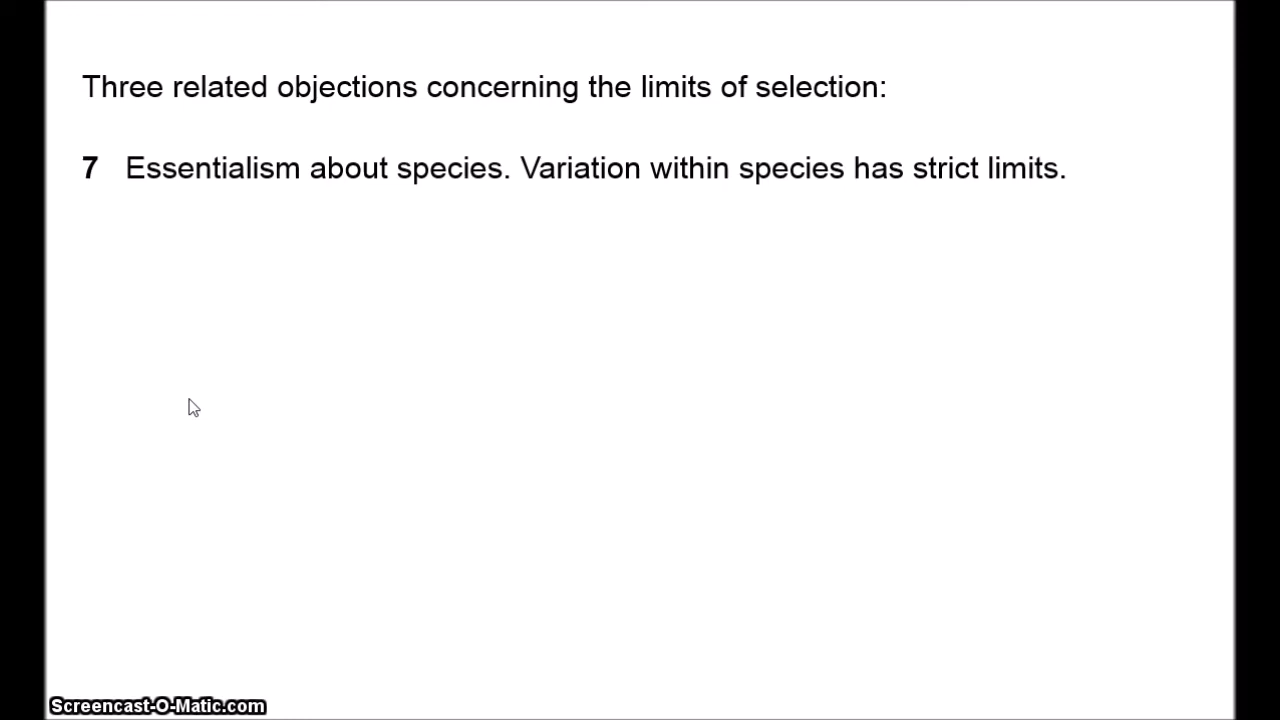 Three related objections concerning the limits of selection:
7 Essentialism about species. Variation within species has strict limits.
Screencast-O-Matic.com